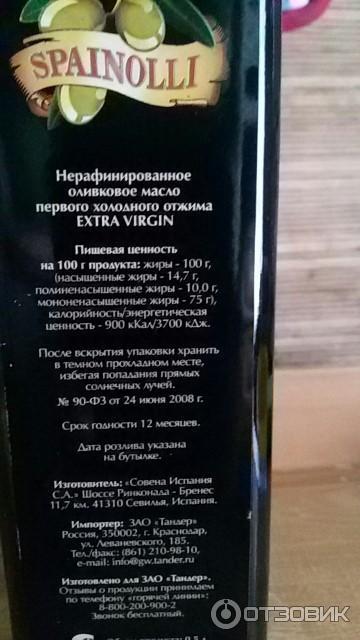 SPAINOLLI
Нерафинированное
оливковое масло
первого холодного отжима
EXTRA VIRGIN
Пищевая ценность
на 100 г продукта: жиры - 100 г,
(насыщенные жиры - 14,7 г,
полиненасыщенные жиры - 10,0 г,
мононенасыщенные жиры - 75 г),
калорийность/энергетическая
ценность - 900 кКал/3700 кДж.
После вскрытия упаковки хранить
в темном прохладном месте,
избегая попадания прямых
солнечных лучей.
№ 90-ФЗ от 24 июня 2008 г.
Срок годности 12 месяцев.
Дата розлива указана
на бутылке.
Изготовитель: «Совена Испания
С.А.» Шоссе Ринконада - Бренес
11,7 км. 41310 Севилья, Испания.
Импортер: ЗАО «Тандер»
Россия, 350002, г. Краснодар,
ул. Леваневского, 185.
Тел./факс: (861) 210-98-10,
e-mail: info@gw.tander.ru
Изготовлено для ЗАО «Тандер».
Отзывы о продукции принимаем
по телефону «горячей линии»:
8-800-200-900-2
Звонок бесплатный.
ОТЗОВИК